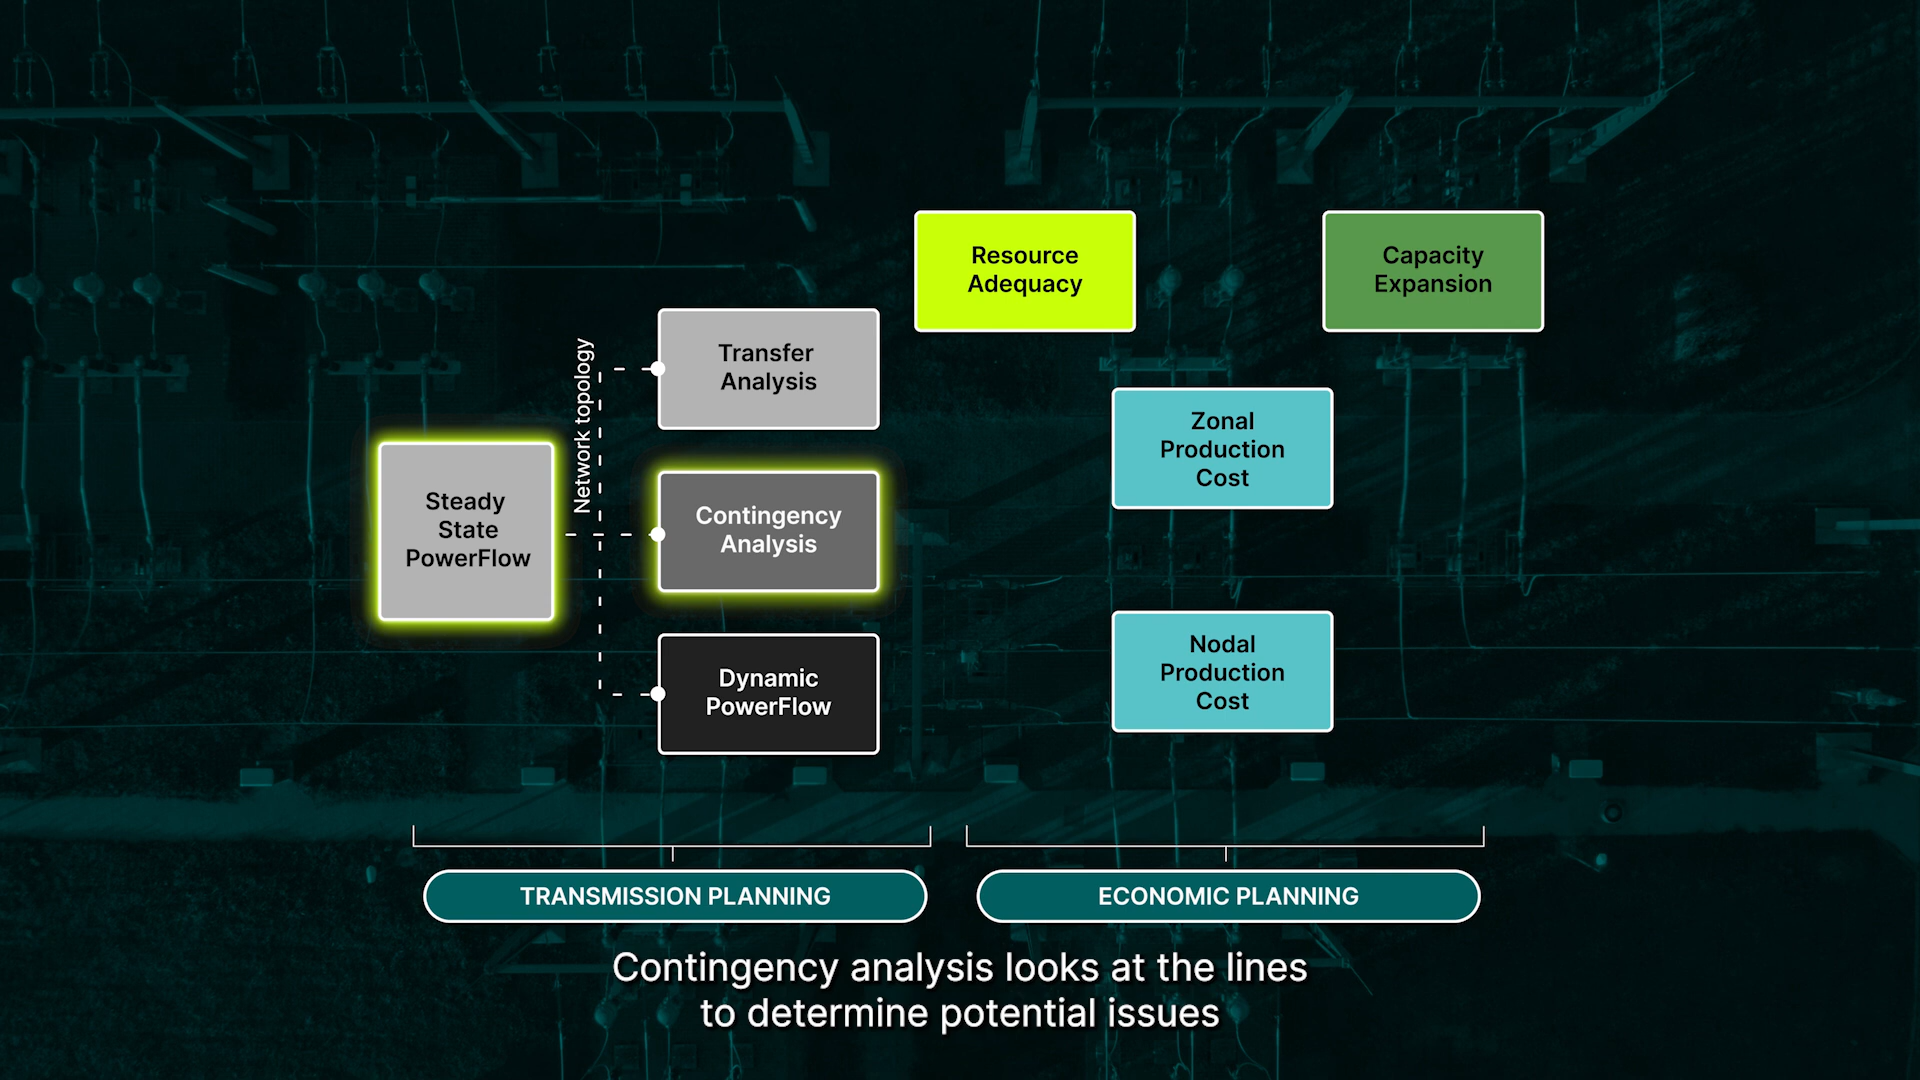 Resource
Adequacy
Capacity
Expansion
Transfer
Analysis
Network topology
Zonal
Production
Cost
Steady
State
PowerFlow
Contingency
Analysis
Dynamic
PowerFlow
Nodal
Production
Cost
TRANSMISSION PLANNING
ECONOMIC PLANNING
Contingency analysis looks at the lines
to determine potential issues